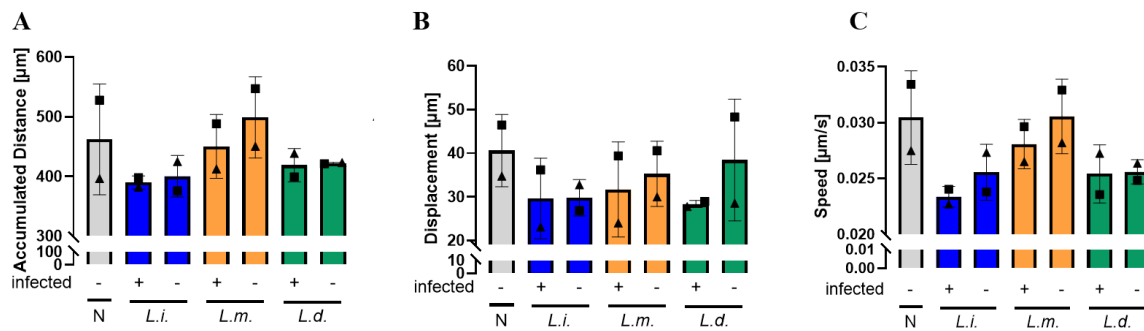 A
Accumulated Distance [µm]
600
500
400
300
100
0
infected
- + - + - + -
N L.i. L.m. L.d.
B
Displacement [µm]
60
50
40
30
20
10
0
infected
- + - + - + -
N L.i. L.m. L.d.
C
Speed [µm/s]
0.035
0.030
0.025
0.020
0.01
0.00
infected
- + - + - + -
N L.i. L.m. L.d.